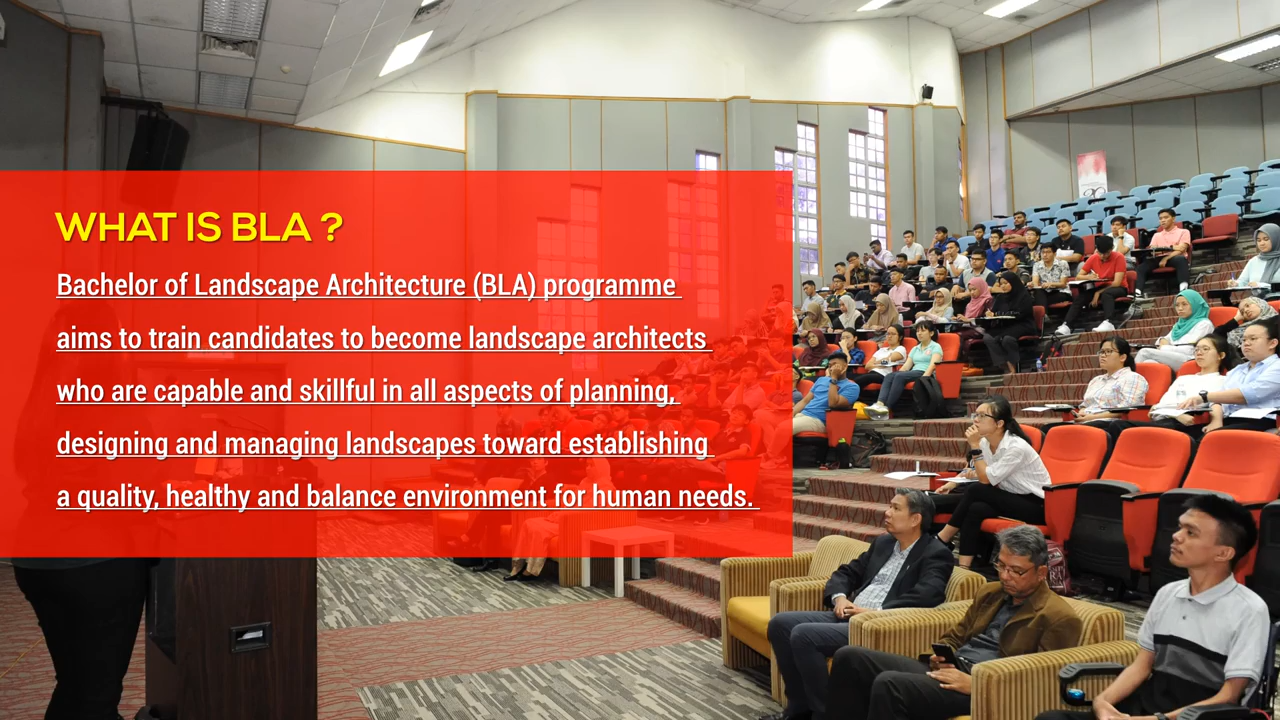 WHAT IS BLA ?
Bachelor of Landscape Architecture (BLA) programme
aims to train candidates to become landscape architects
who are capable and skillful in all aspects of planning,
designing and managing landscapes toward establishing
a quality, healthy and balance environment for human needs.